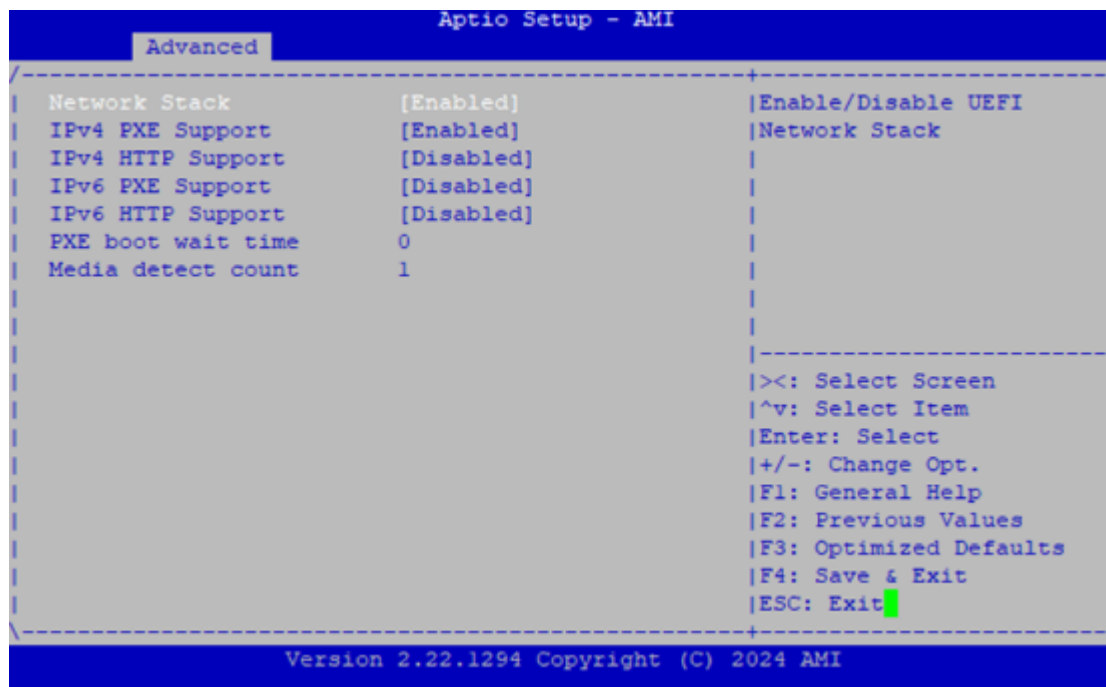 Aptio Setup - AMI
Advanced
/----------------------------------------------------+-------------------------
| Network Stack [Enabled] |Enable/Disable UEFI
| IPv4 PXE Support [Enabled] |Network Stack
| IPv4 HTTP Support [Disabled] |
| IPv6 PXE Support [Disabled] |
| IPv6 HTTP Support [Disabled] |
| PXE boot wait time 0 |
| Media detect count 1 |
| |
| |
| |-------------------------
| |><: Select Screen
| |^v: Select Item
| |Enter: Select
| |+/-: Change Opt.
| |F1: General Help
| |F2: Previous Values
| |F3: Optimized Defaults
| |F4: Save & Exit
| |ESC: Exit
\----------------------------------------------------+-------------------------
Version 2.22.1294 Copyright (C) 2024 AMI